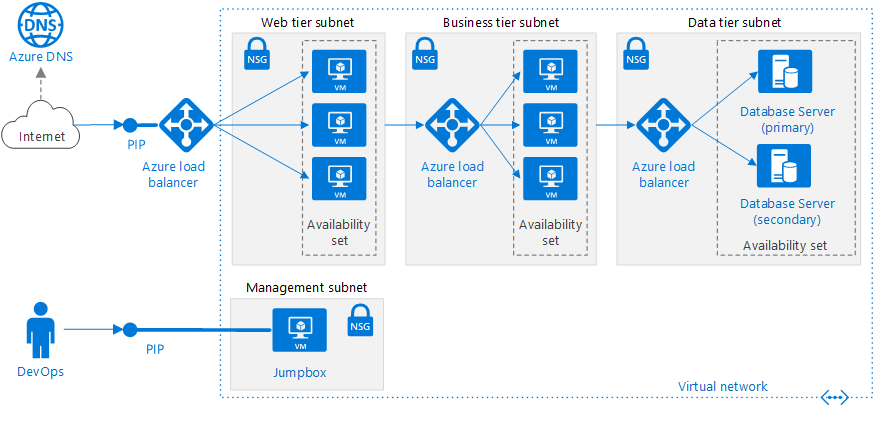 Web tier subnet
Business tier subnet
Data tier subnet
DNS
Azure DNS
NSG
NSG
NSG
VM
VM
VM
VM
VM
VM
Internet
PIP
Azure load
balancer
Azure load
balancer
Azure load
balancer
Database Server
(primary)
Database Server
(secondary)
Availability
set
Availability
set
Availability set
Management subnet
NSG
VM
Jumpbox
DevOps
PIP
Virtual network